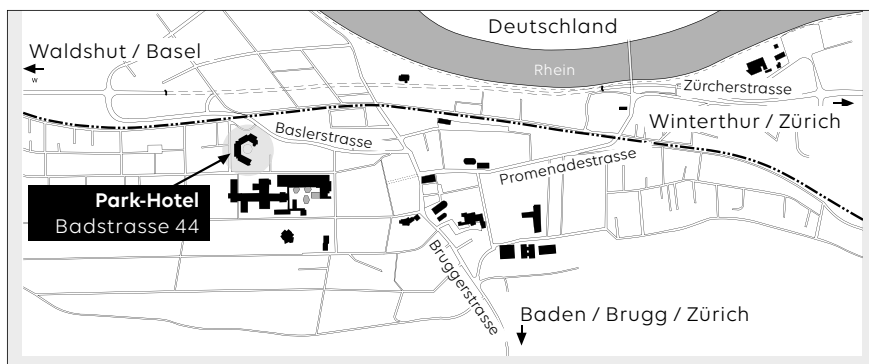 Deutschland
Waldshut / Basel
W
Rhein
Zürcherstrasse
Baslerstrasse
Winterthur / Zürich
Promenadestrasse
Park-Hotel
Badstrasse 44
Bruggerstrasse
Baden / Brugg / Zürich